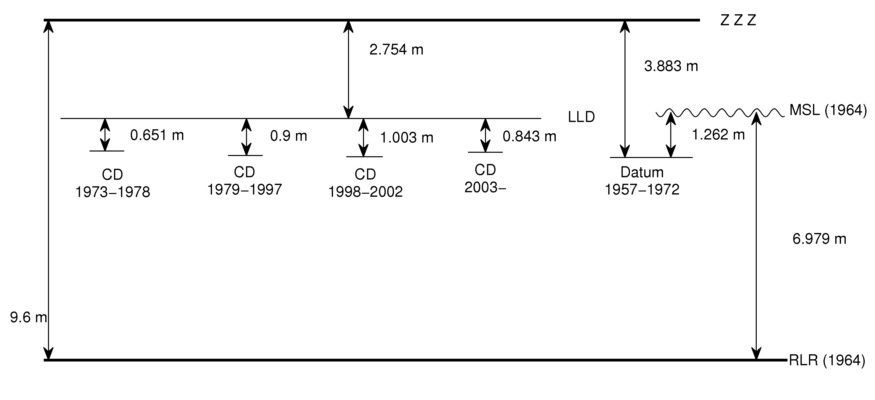 Z Z Z
2.754 m
3.883 m
MSL (1964)
LLD
0.651 m
0.9 m
1.003 m
0.843 m
1.262 m
CD
1973–1978
CD
1979–1997
CD
1998–2002
CD
2003–
Datum
1957–1972
6.979 m
9.6 m
RLR (1964)